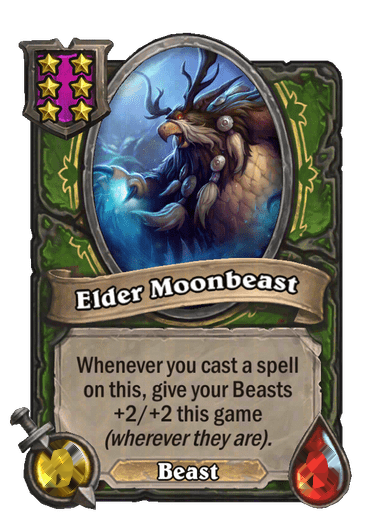 Elder Moonbeast
Whenever you cast a spell
on this, give your Beasts
+2/+2 this game
(wherever they are).
Beast